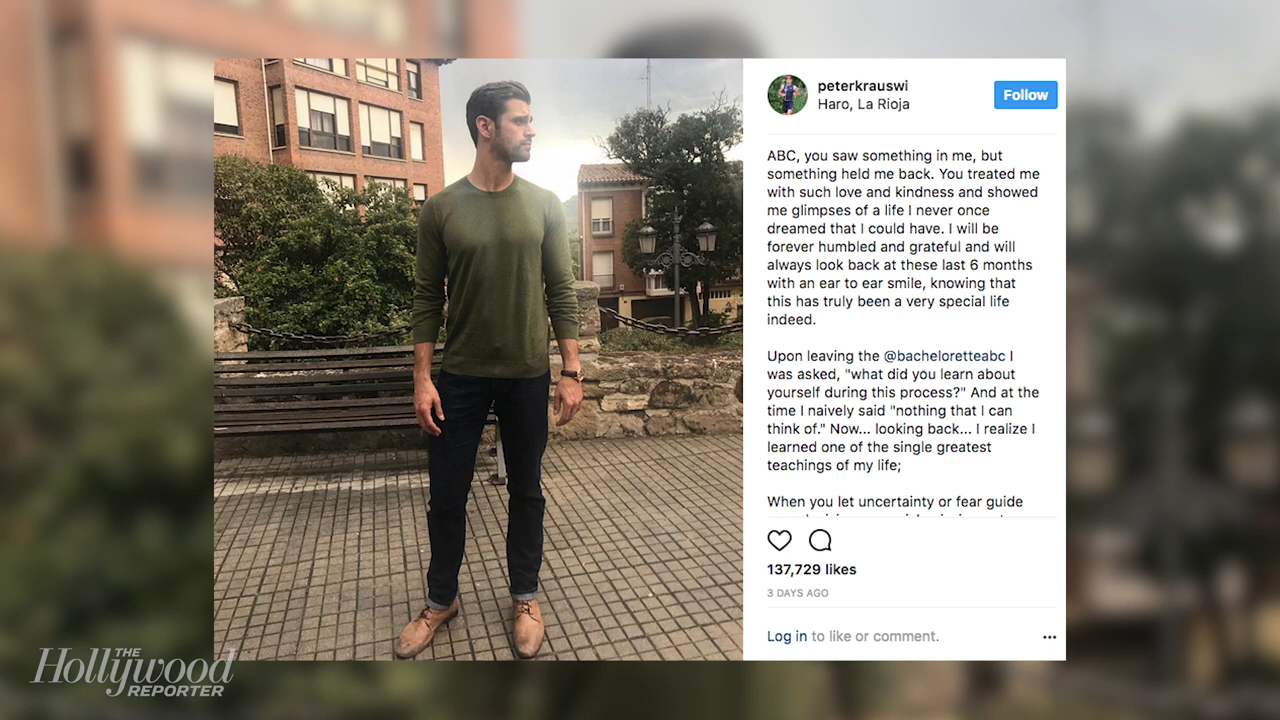 peterkrauswi
Haro, La Rioja
Follow
ABC, you saw something in me, but
something held me back. You treated me
with such love and kindness and showed
me glimpses of a life I never once
dreamed that I could have. I will be
forever humbled and grateful and will
always look back at these last 6 months
with an ear to ear smile, knowing that
this has truly been a very special life
indeed.
Upon leaving the @bacheloretteabc I
was asked, "what did you learn about
yourself during this process?" And at the
time I naively said "nothing that I can
think of." Now... looking back... I realize I
learned one of the single greatest
teachings of my life;
When you let uncertainty or fear guide
137,729 likes
3 DAYS AGO
Log in to like or comment.
THE
Hollywood
REPORTER